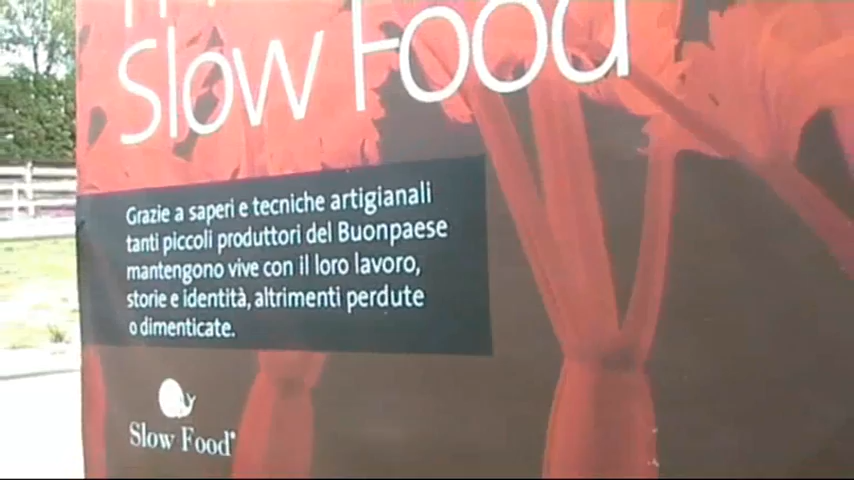 Slow Food
Grazie a saperi e tecniche artigianali
tanti piccoli produttori del Buonpaese
mantengono vive con il loro lavoro,
storie e identità, altrimenti perdute
o dimenticate.
Slow Food®